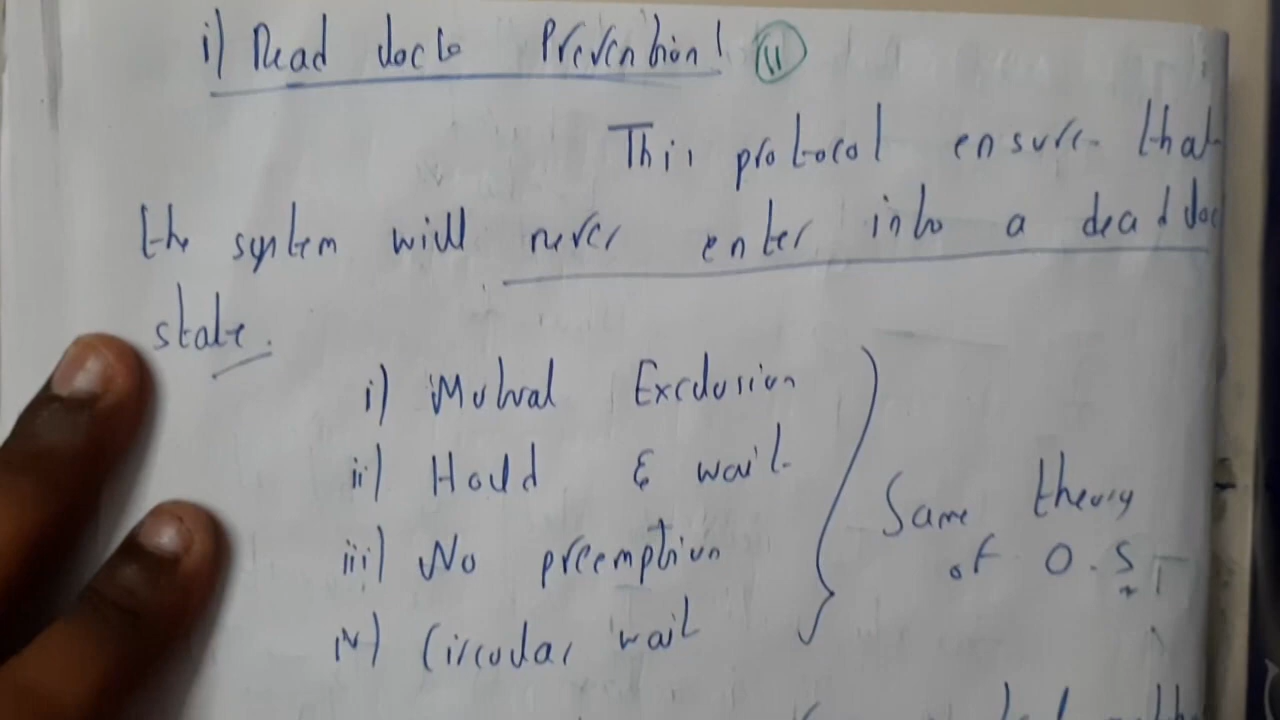 i) Dead lock Prevention! (11)
This protocol ensure that
the system will never enter into a dead loc
state.
i) Mutual Exclusion
ii) Hold & wait
iii) No preemption
iv) Circular wait
Same theory
of O.S